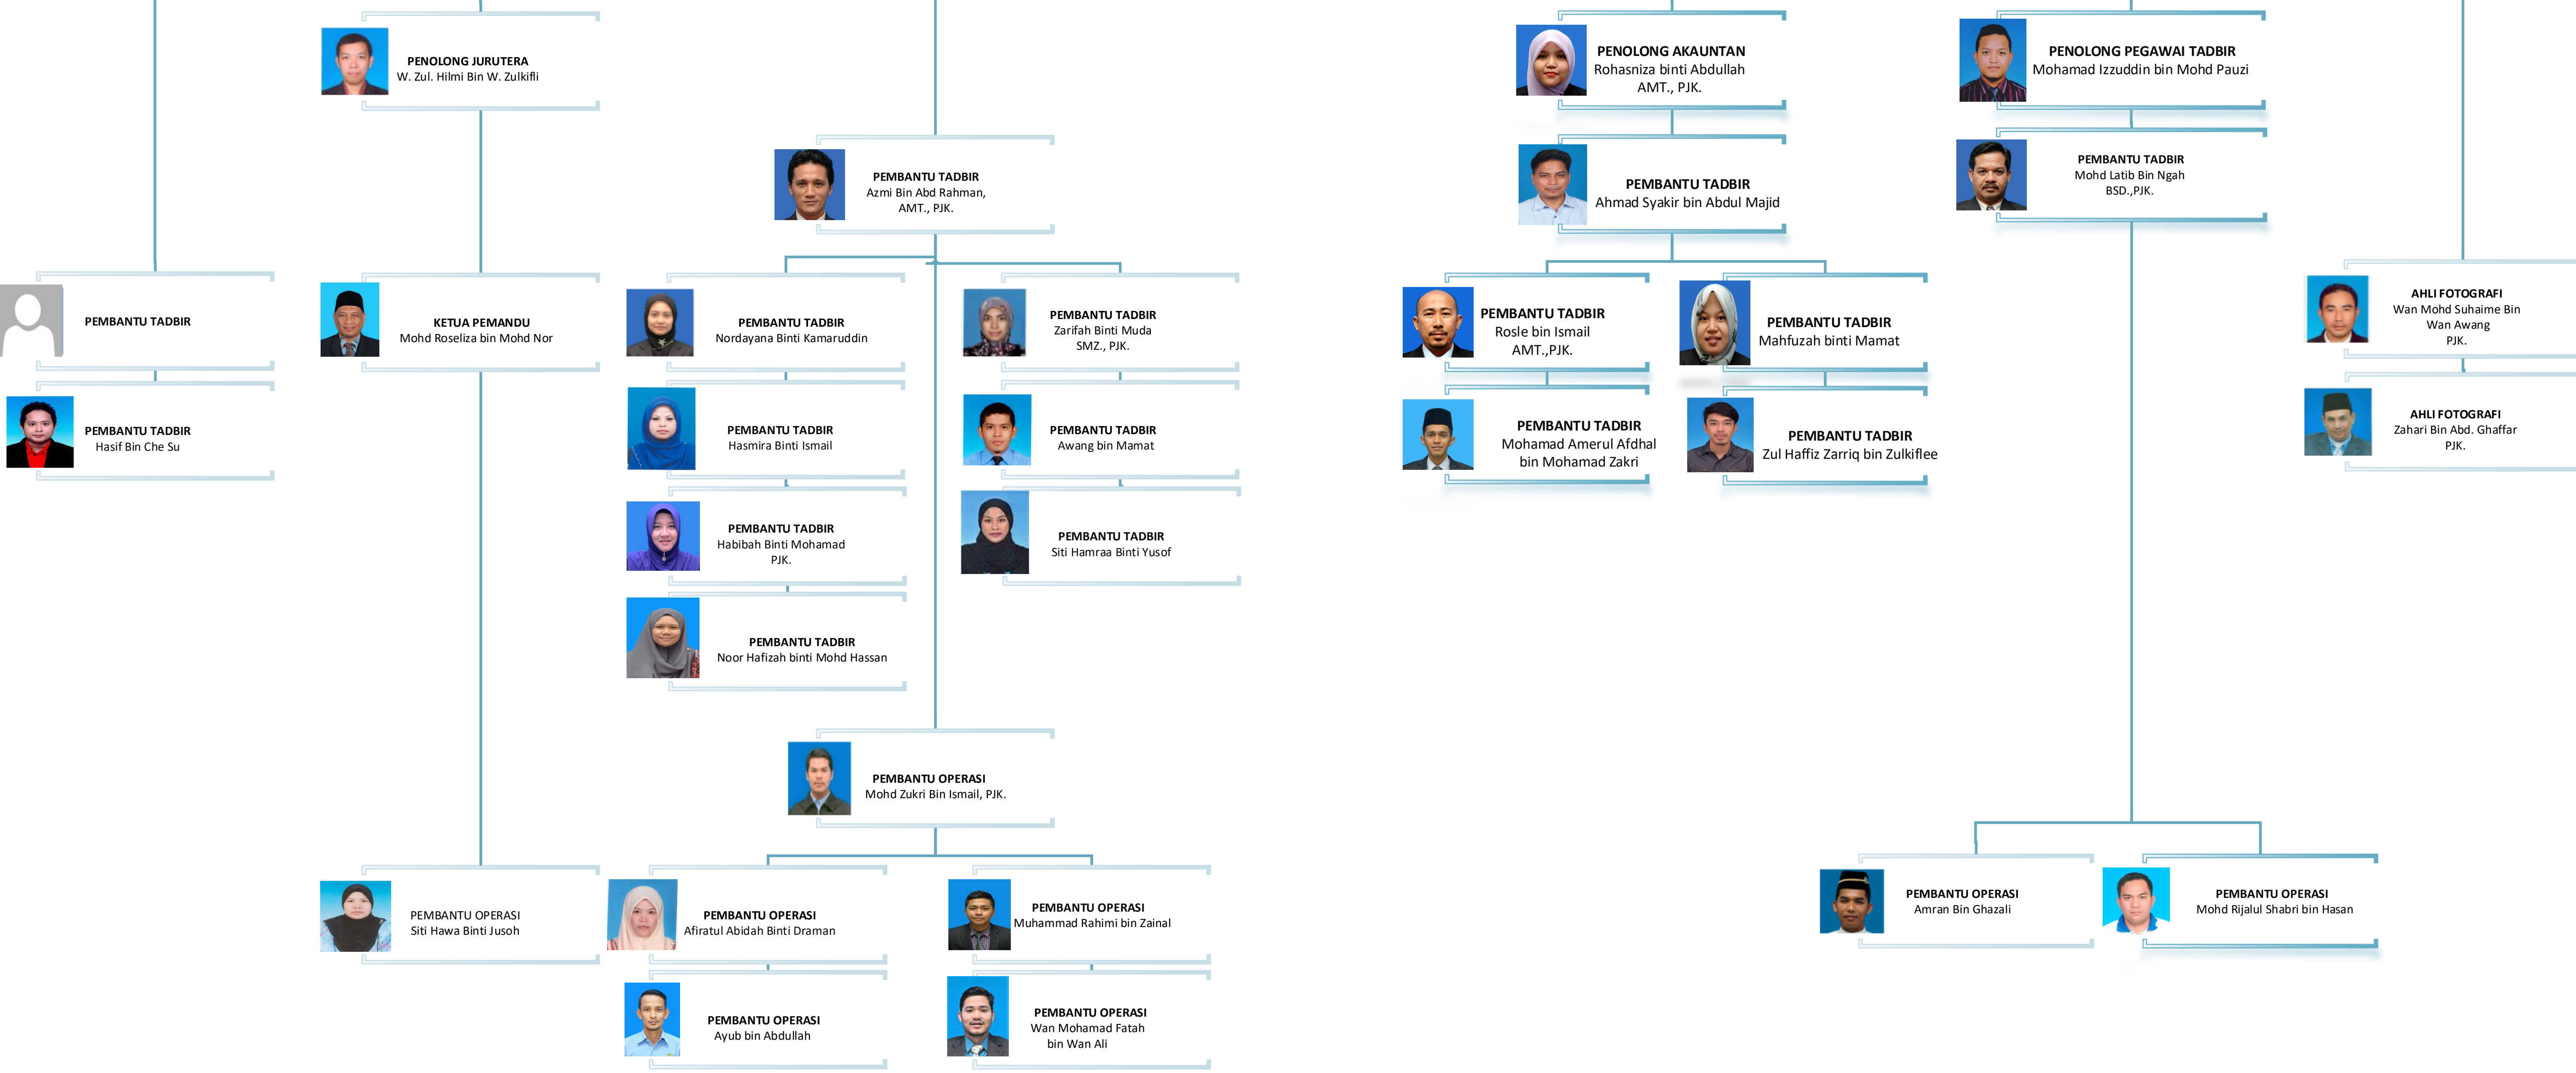 PENOLONG JURUTERA
W. Zul. Hilmi Bin W. Zulkifli
PENOLONG AKAUNTAN
Rohasniza binti Abdullah
AMT., PJK.
PENOLONG PEGAWAI TADBIR
Mohamad Izzuddin bin Mohd Pauzi
PEMBANTU TADBIR
Azmi Bin Abd Rahman,
AMT., PJK.
PEMBANTU TADBIR
Ahmad Syakir bin Abdul Majid
PEMBANTU TADBIR
Mohd Latib Bin Ngah
BSD.,PJK.
PEMBANTU TADBIR
KETUA PEMANDU
Mohd Roseliza bin Mohd Nor
PEMBANTU TADBIR
Nordayana Binti Kamaruddin
PEMBANTU TADBIR
Zarifah Binti Muda
SMZ., PJK.
PEMBANTU TADBIR
Rosle bin Ismail
AMT.,PJK.
PEMBANTU TADBIR
Mahfuzah binti Mamat
AHLI FOTOGRAFI
Wan Mohd Suhaime Bin
Wan Awang
PJK.
PEMBANTU TADBIR
Hasif Bin Che Su
PEMBANTU TADBIR
Hasmira Binti Ismail
PEMBANTU TADBIR
Awang bin Mamat
PEMBANTU TADBIR
Mohamad Amerul Afdhal
bin Mohamad Zakri
PEMBANTU TADBIR
Zul Haffiz Zarriq bin Zulkiflee
AHLI FOTOGRAFI
Zahari Bin Abd. Ghaffar
PJK.
PEMBANTU TADBIR
Habibah Binti Mohamad
PJK.
PEMBANTU TADBIR
Siti Hamraa Binti Yusof
PEMBANTU TADBIR
Noor Hafizah binti Mohd Hassan
PEMBANTU OPERASI
Mohd Zukri Bin Ismail, PJK.
PEMBANTU OPERASI
Siti Hawa Binti Jusoh
PEMBANTU OPERASI
Afiratul Abidah Binti Draman
PEMBANTU OPERASI
Muhammad Rahimi bin Zainal
PEMBANTU OPERASI
Amran Bin Ghazali
PEMBANTU OPERASI
Mohd Rijalul Shabri bin Hasan
PEMBANTU OPERASI
Ayub bin Abdullah
PEMBANTU OPERASI
Wan Mohamad Fatah
bin Wan Ali